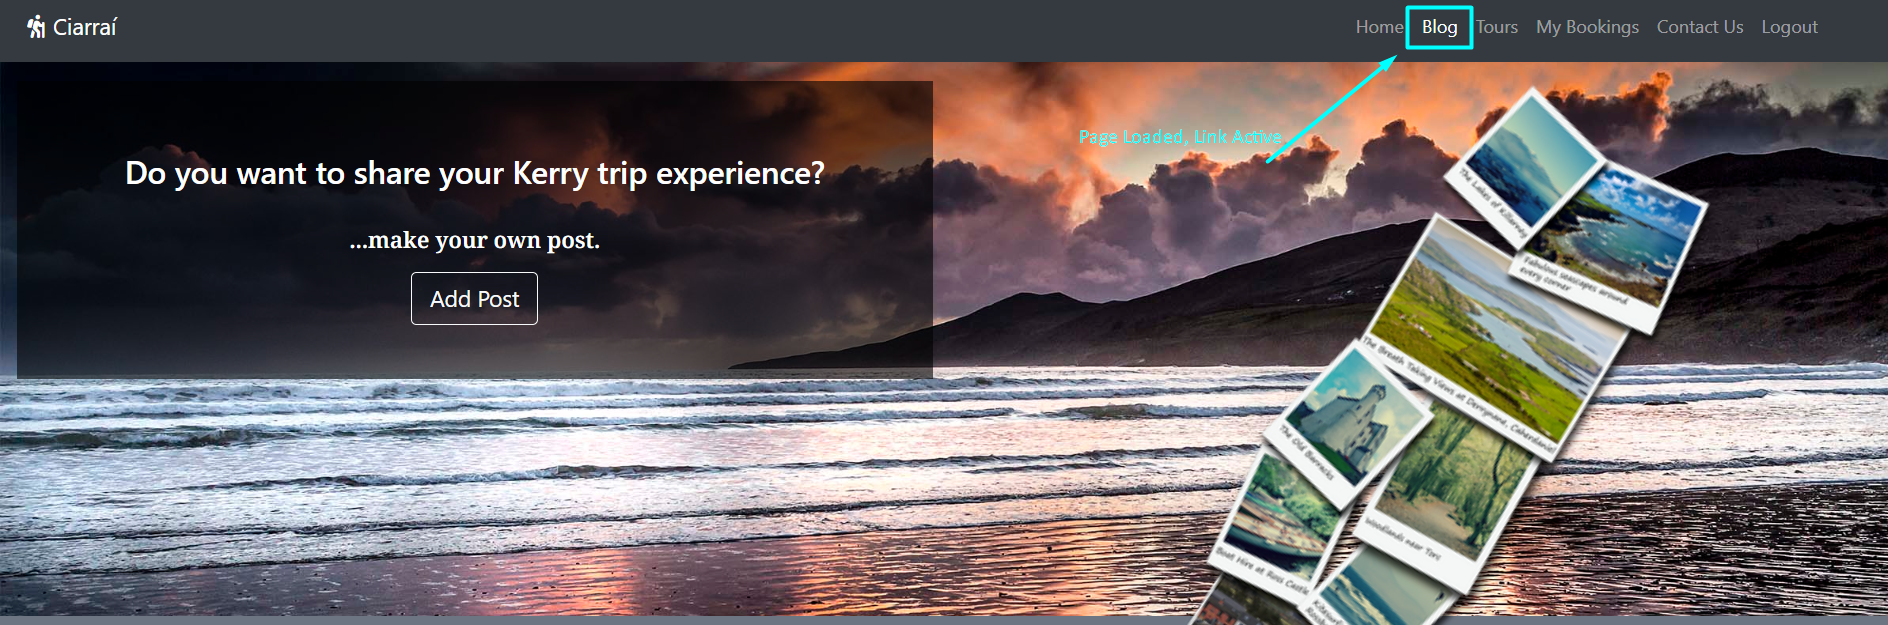 Ciarraí
Home Blog Tours My Bookings Contact Us Logout
Page Loaded, Link Active
Do you want to share your Kerry trip experience?
...make your own post.
Add Post
The Lakes of Killarney
Fabulous seascapes around
every corner
The Breath Taking Views at Derrynane, Caherdaniel
The Old Barracks
Woodlands near Torc
Boat Hire at Ross Castle